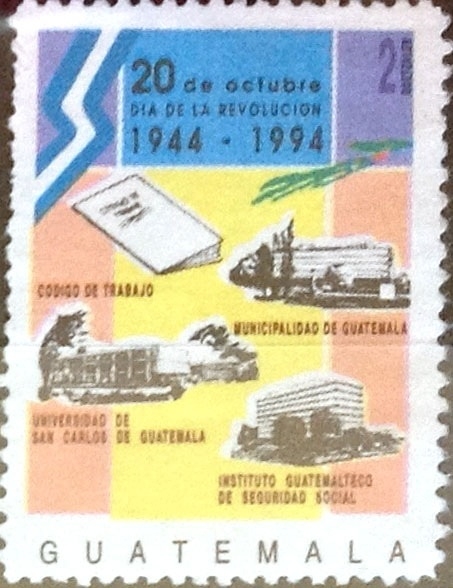 20 de octubre
DIA DE LA REVOLUCION
1944 - 1994
CODIGO DE TRABAJO
MUNICIPALIDAD DE GUATEMALA
UNIVERSIDAD DE
SAN CARLOS DE GUATEMALA
INSTITUTO GUATEMALTECO
DE SEGURIDAD SOCIAL
GUATEMALA